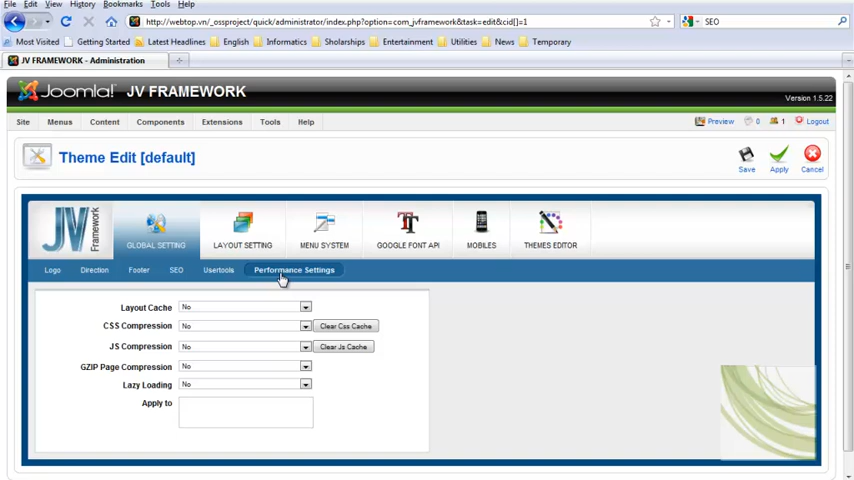 File Edit View History Bookmarks Tools Help
http://webtop.vn/_ossproject/quick/administrator/index.php?option=com_jvframework&task=edit&cid[]=1
SEO
Most Visited Getting Started Latest Headlines English Informatics Sholarships Entertainment Utilities News Temporary
JV FRAMEWORK - Administration
Joomla! JV FRAMEWORK
Version 1.5.22
Site Menus Content Components Extensions Tools Help Preview 0 1 Logout
Theme Edit [default]
Save Apply Cancel
JV Framework
GLOBAL SETTING LAYOUT SETTING MENU SYSTEM GOOGLE FONT API MOBILES THEMES EDITOR
Logo Direction Footer SEO Usertools Performance Settings
Layout Cache No
CSS Compression No Clear Css Cache
JS Compression No Clear Js Cache
GZIP Page Compression No
Lazy Loading No
Apply to